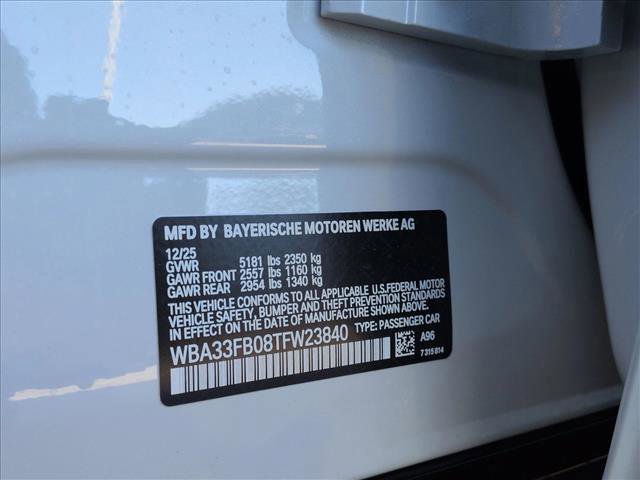 MFD BY BAYERISCHE MOTOREN WERKE AG
12/25
GVWR 5181 lbs 2350 kg
GAWR FRONT 2557 lbs 1160 kg
GAWR REAR 2954 lbs 1340 kg
THIS VEHICLE CONFORMS TO ALL APPLICABLE U.S.FEDERAL MOTOR
VEHICLE SAFETY, BUMPER AND THEFT PREVENTION STANDARDS
IN EFFECT ON THE DATE OF MANUFACTURE SHOWN ABOVE.
WBA33FB08TFW23840 TYPE: PASSENGER CAR
A96
7 315 814